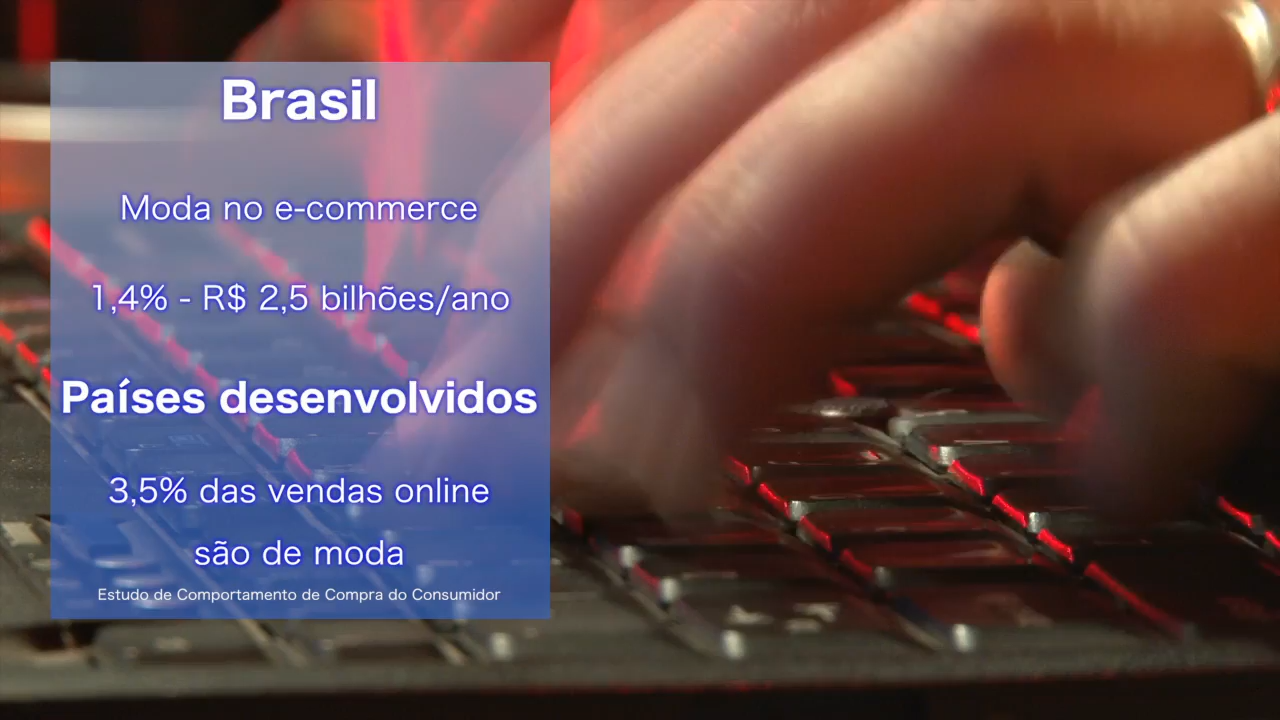 Brasil
Moda no e-commerce
1,4% - R$ 2,5 bilhões/ano
Países desenvolvidos
3,5% das vendas online
são de moda
Estudo de Comportamento de Compra do Consumidor